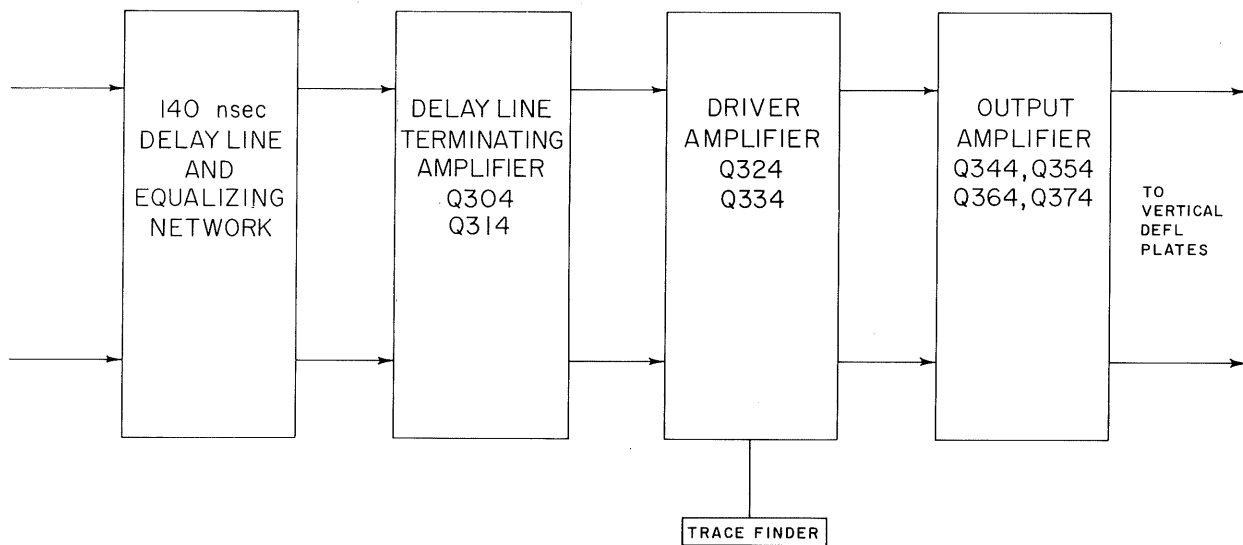 140 nsec
DELAY LINE
AND
EQUALIZING
NETWORK
DELAY LINE
TERMINATING
AMPLIFIER
Q304
Q314
DRIVER
AMPLIFIER
Q324
Q334
OUTPUT
AMPLIFIER
Q344,Q354
Q364,Q374
TO
VERTICAL
DEFL
PLATES
TRACE FINDER